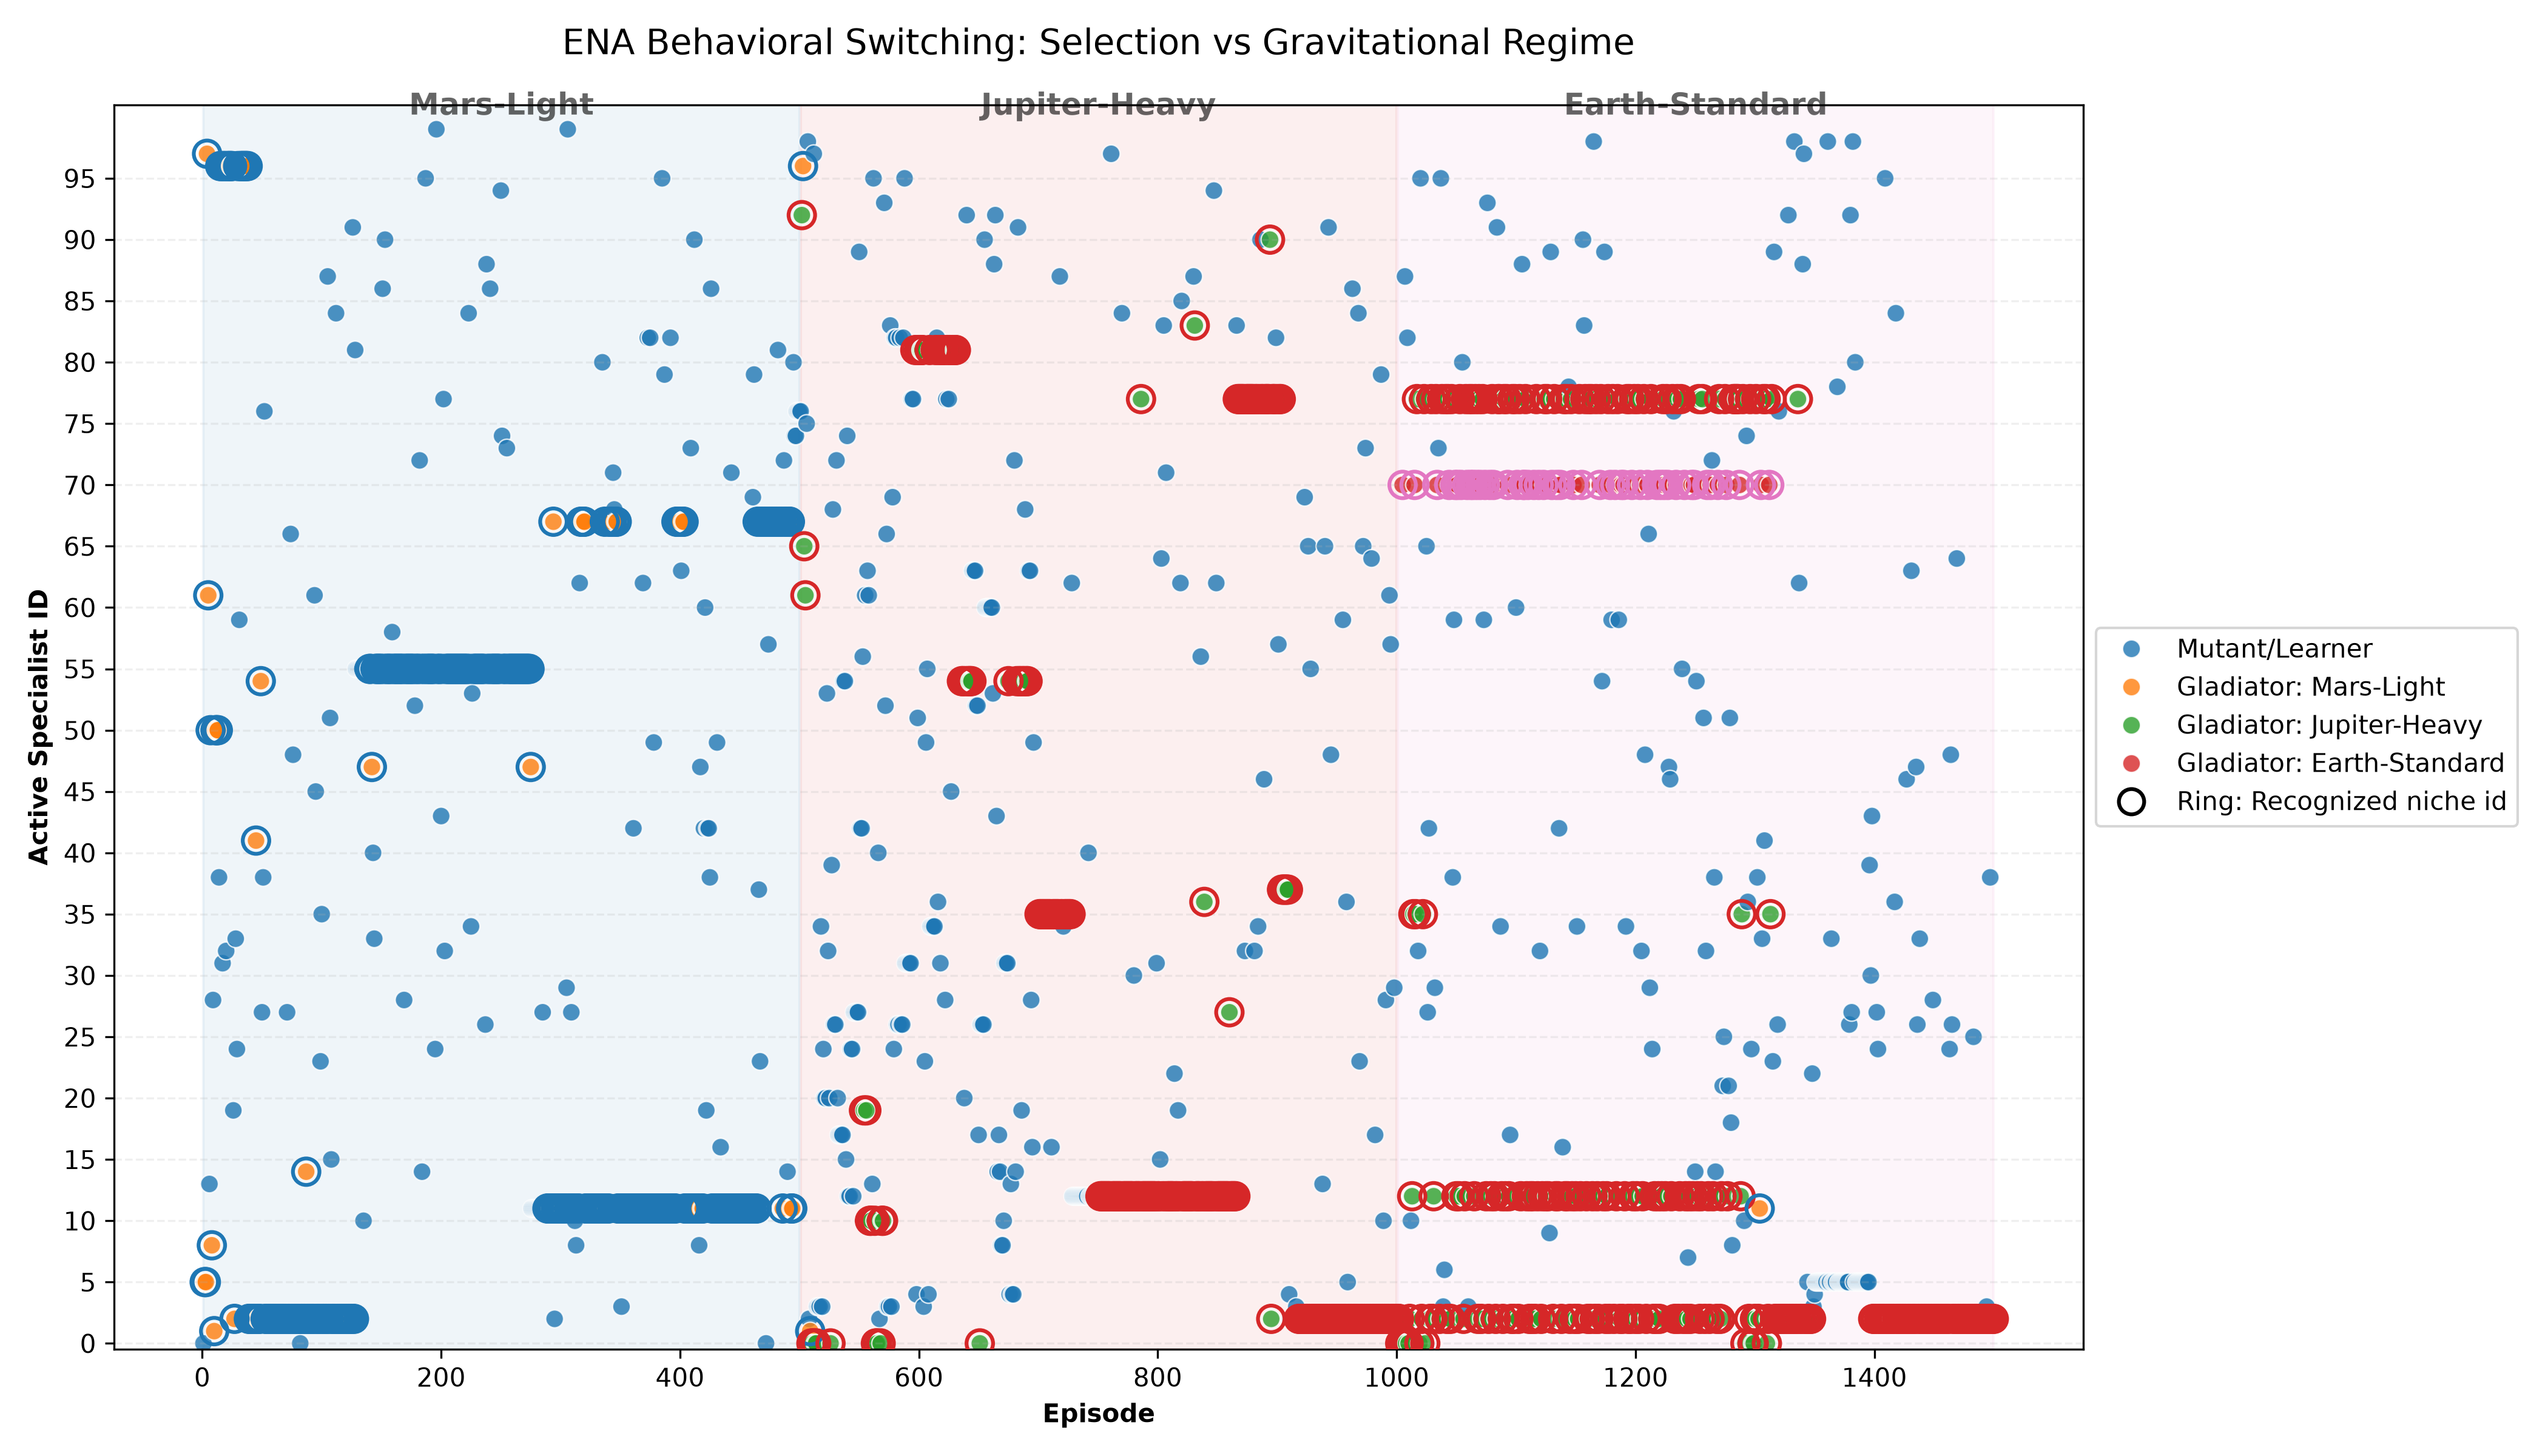 ENA Behavioral Switching: Selection vs Gravitational Regime
Mars-Light
Jupiter-Heavy
Earth-Standard
95
90
85
80
75
70
65
60
55
50
45
40
35
30
25
20
15
10
5
0
Active Specialist ID
0
200
400
600
800
1000
1200
1400
Episode
Mutant/Learner
Gladiator: Mars-Light
Gladiator: Jupiter-Heavy
Gladiator: Earth-Standard
Ring: Recognized niche id